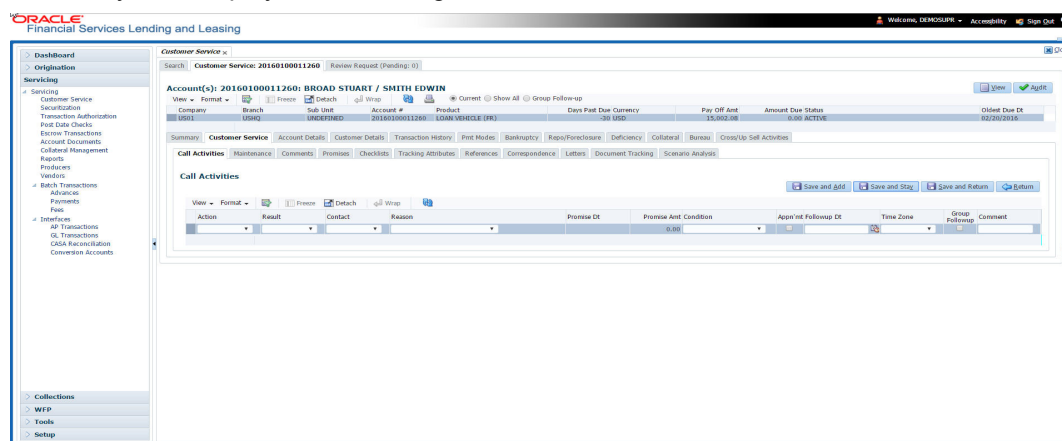 ORACLE
Financial Services Lending and Leasing
Welcome, DEMOSUPR Accessibility Sign Out
DashBoard
Origination
Servicing
Servicing
Customer Service
Securitization
Transaction Authorization
Post Date Checks
Escrow Transactions
Account Documents
Collateral Management
Reports
Producers
Vendors
Batch Transactions
Advances
Payments
Fees
Interfaces
AP Transactions
GL Transactions
CASA Reconciliation
Conversion Accounts
Collections
WFP
Tools
Setup
Customer Service x
Search Customer Service: 20160100011260 Review Request (Pending: 0)
Account(s): 20160100011260: BROAD STUART / SMITH EDWIN
View Audit
View Format Freeze Detach Wrap Current Show All Group Follow-up
Company Branch Sub Unit Account # Product Days Past Due Currency Pay Off Amt Amount Due Status Oldest Due Dt
US01 USHQ UNDEFINED 20160100011260 LOAN VEHICLE (FR) -30 USD 15,002.08 0.00 ACTIVE 02/20/2016
Summary Customer Service Account Details Customer Details Transaction History Pmt Modes Bankruptcy Repo/Foreclosure Deficiency Collateral Bureau Cross/Up Sell Activities
Call Activities Maintenance Comments Promises Checklists Tracking Attributes References Correspondence Letters Document Tracking Scenario Analysis
Call Activities
Save and Add Save and Stay Save and Return Return
View Format Freeze Detach Wrap
Action Result Contact Reason Promise Dt Promise Amt Condition Appn'mt Followup Dt Time Zone Group Followup Comment
0.00